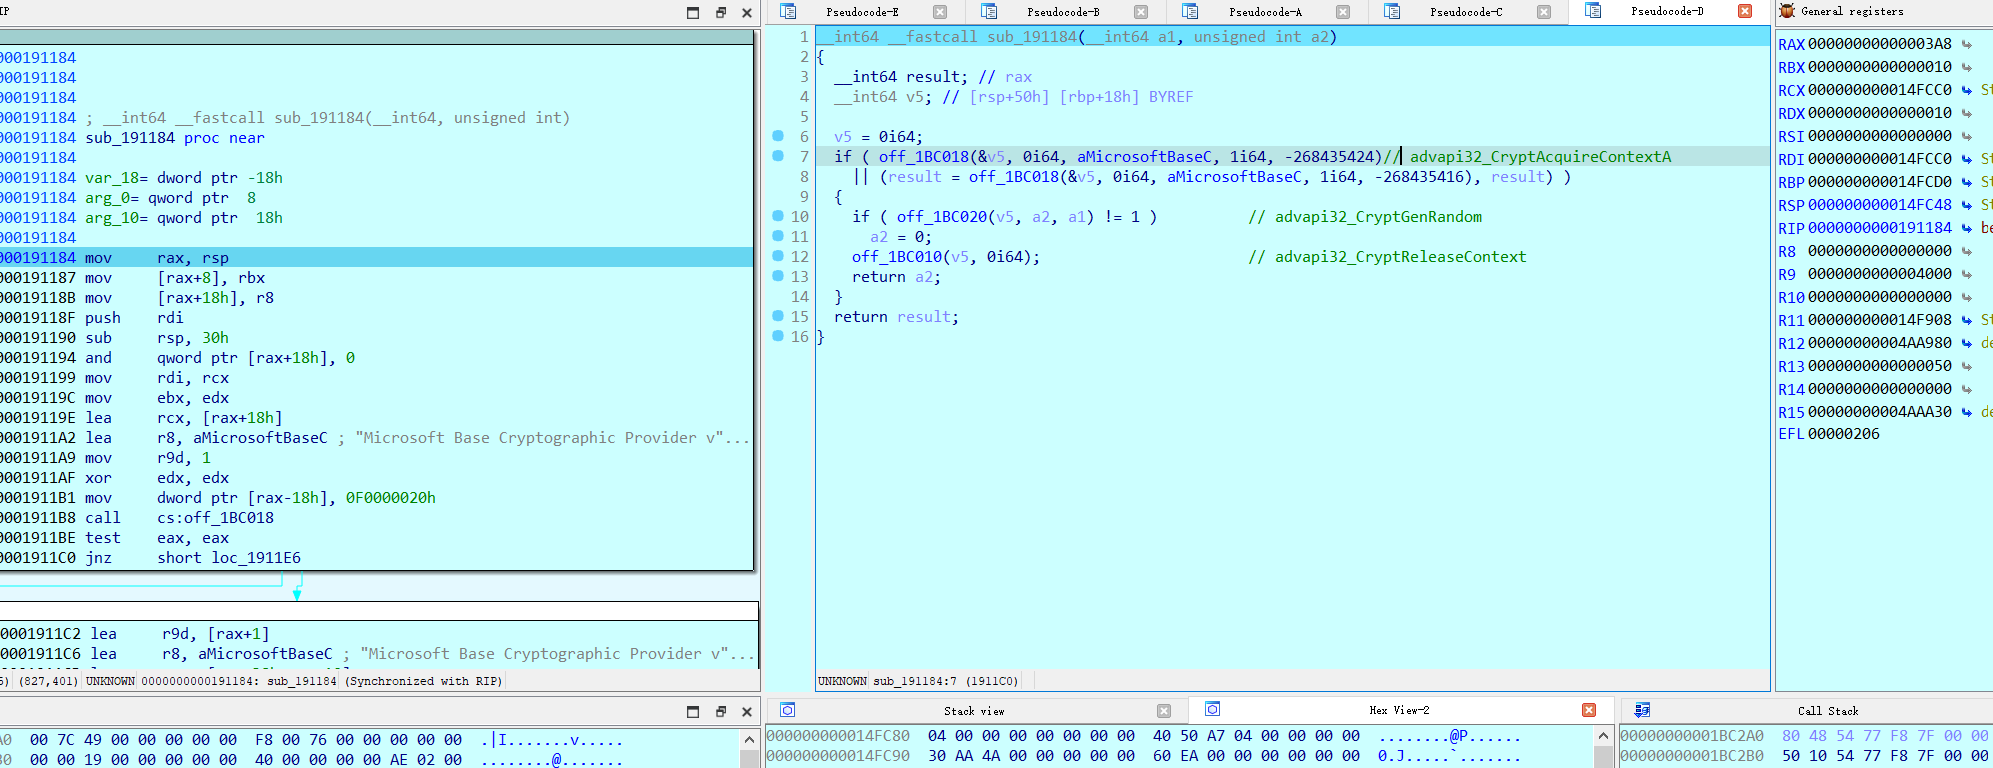 IP
000191184
000191184
000191184
000191184 ; __int64 __fastcall sub_191184(__int64, unsigned int)
000191184 sub_191184 proc near
000191184
000191184 var_18= dword ptr -18h
000191184 arg_0= qword ptr  8
000191184 arg_10= qword ptr  18h
000191184
000191184 mov     rax, rsp
000191187 mov     [rax+8], rbx
00019118B mov     [rax+18h], r8
00019118F push    rdi
000191190 sub     rsp, 30h
000191194 and     qword ptr [rax+18h], 0
000191199 mov     rdi, rcx
00019119C mov     ebx, edx
00019119E lea     rcx, [rax+18h]
0001911A2 lea     r8, aMicrosoftBaseC ; "Microsoft Base Cryptographic Provider v"...
0001911A9 mov     r9d, 1
0001911AF xor     edx, edx
0001911B1 mov     dword ptr [rax-18h], 0F0000020h
0001911B8 call    cs:off_1BC018
0001911BE test    eax, eax
0001911C0 jnz     short loc_1911E6
00001911C2 lea     r9d, [rax+1]
00001911C6 lea     r8, aMicrosoftBaseC ; "Microsoft Base Cryptographic Provider v"...
(827,401) UNKNOWN 0000000000191184: sub_191184 (Synchronized with RIP)
Pseudocode-E Pseudocode-B Pseudocode-A Pseudocode-C Pseudocode-D
1 __int64 __fastcall sub_191184(__int64 a1, unsigned int a2)
2 {
3   __int64 result; // rax
4   __int64 v5; // [rsp+50h] [rbp+18h] BYREF
5
6   v5 = 0i64;
7   if ( off_1BC018(&v5, 0i64, aMicrosoftBaseC, 1i64, -268435424)// advapi32_CryptAcquireContextA
8     || (result = off_1BC018(&v5, 0i64, aMicrosoftBaseC, 1i64, -268435416), result) )
9   {
10     if ( off_1BC020(v5, a2, a1) != 1 )          // advapi32_CryptGenRandom
11       a2 = 0;
12     off_1BC010(v5, 0i64);                       // advapi32_CryptReleaseContext
13     return a2;
14   }
15   return result;
16 }
UNKNOWN sub_191184:7 (1911C0)
General registers
RAX 00000000000003A8
RBX 0000000000000010
RCX 000000000014FCC0 St
RDX 0000000000000010
RSI 0000000000000000
RDI 000000000014FCC0 St
RBP 000000000014FCD0 St
RSP 000000000014FC48 St
RIP 0000000000191184 be
R8 0000000000000000
R9 0000000000004000
R10 0000000000000000
R11 000000000014F908 St
R12 00000000004AA980 de
R13 0000000000000050
R14 0000000000000000
R15 00000000004AAA30 de
EFL 00000206
A0  00 7C 49 00 00 00 00 00  F8 00 76 00 00 00 00 00  .|I.......v.....
00 00 19 00 00 00 00 00  40 00 00 00 00 AE 02 00  ........@.......
Stack view Hex View-2
000000000014FC80  04 00 00 00 00 00 00 00  40 50 A7 04 00 00 00 00  ........@P......
000000000014FC90  30 AA 4A 00 00 00 00 00  60 EA 00 00 00 00 00 00  0.J.....`.......
Call Stack
00000000001BC2A0  80 48 54 77 F8 7F 00 00
00000000001BC2B0  50 10 54 77 F8 7F 00 00